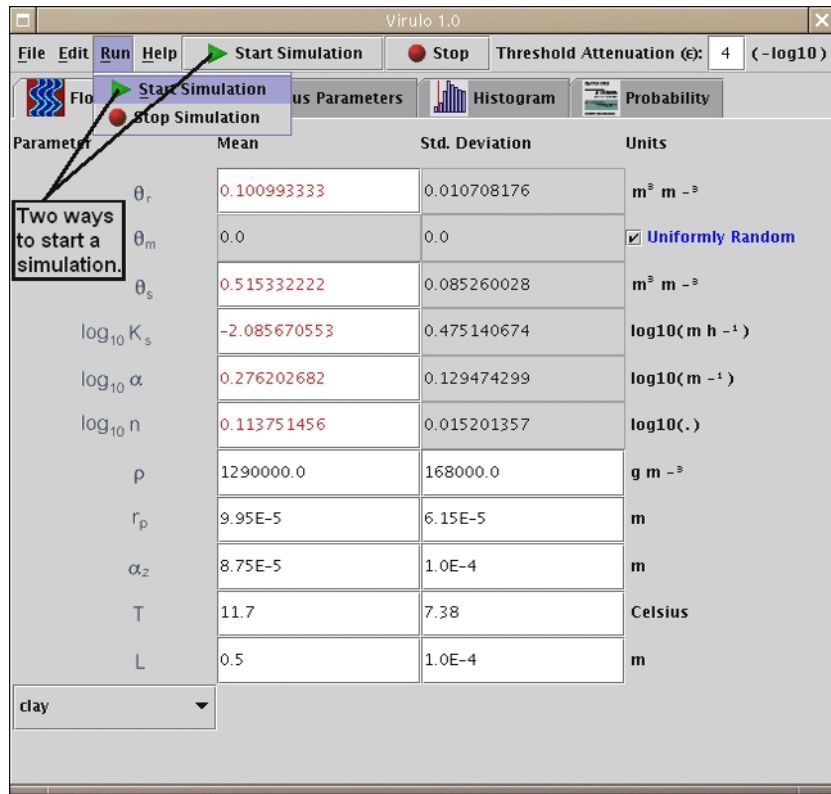 Virulo 1.0
File Edit Run Help Start Simulation Stop Threshold Attenuation (ϵ): 4 (-log10)
Start Simulation
Stop Simulation
Flo us Parameters Histogram Probability
Parameter Mean Std. Deviation Units
θr 0.100993333 0.010708176 m³ m -³
Two ways
to start a
simulation.
θm 0.0 0.0 Uniformly Random
θs 0.515332222 0.085260028 m³ m -³
log10 Ks -2.085670553 0.475140674 log10(m h -¹)
log10 α 0.276202682 0.129474299 log10(m -¹)
log10 n 0.113751456 0.015201357 log10(.)
ρ 1290000.0 168000.0 g m -³
rp 9.95E-5 6.15E-5 m
αz 8.75E-5 1.0E-4 m
T 11.7 7.38 Celsius
L 0.5 1.0E-4 m
clay